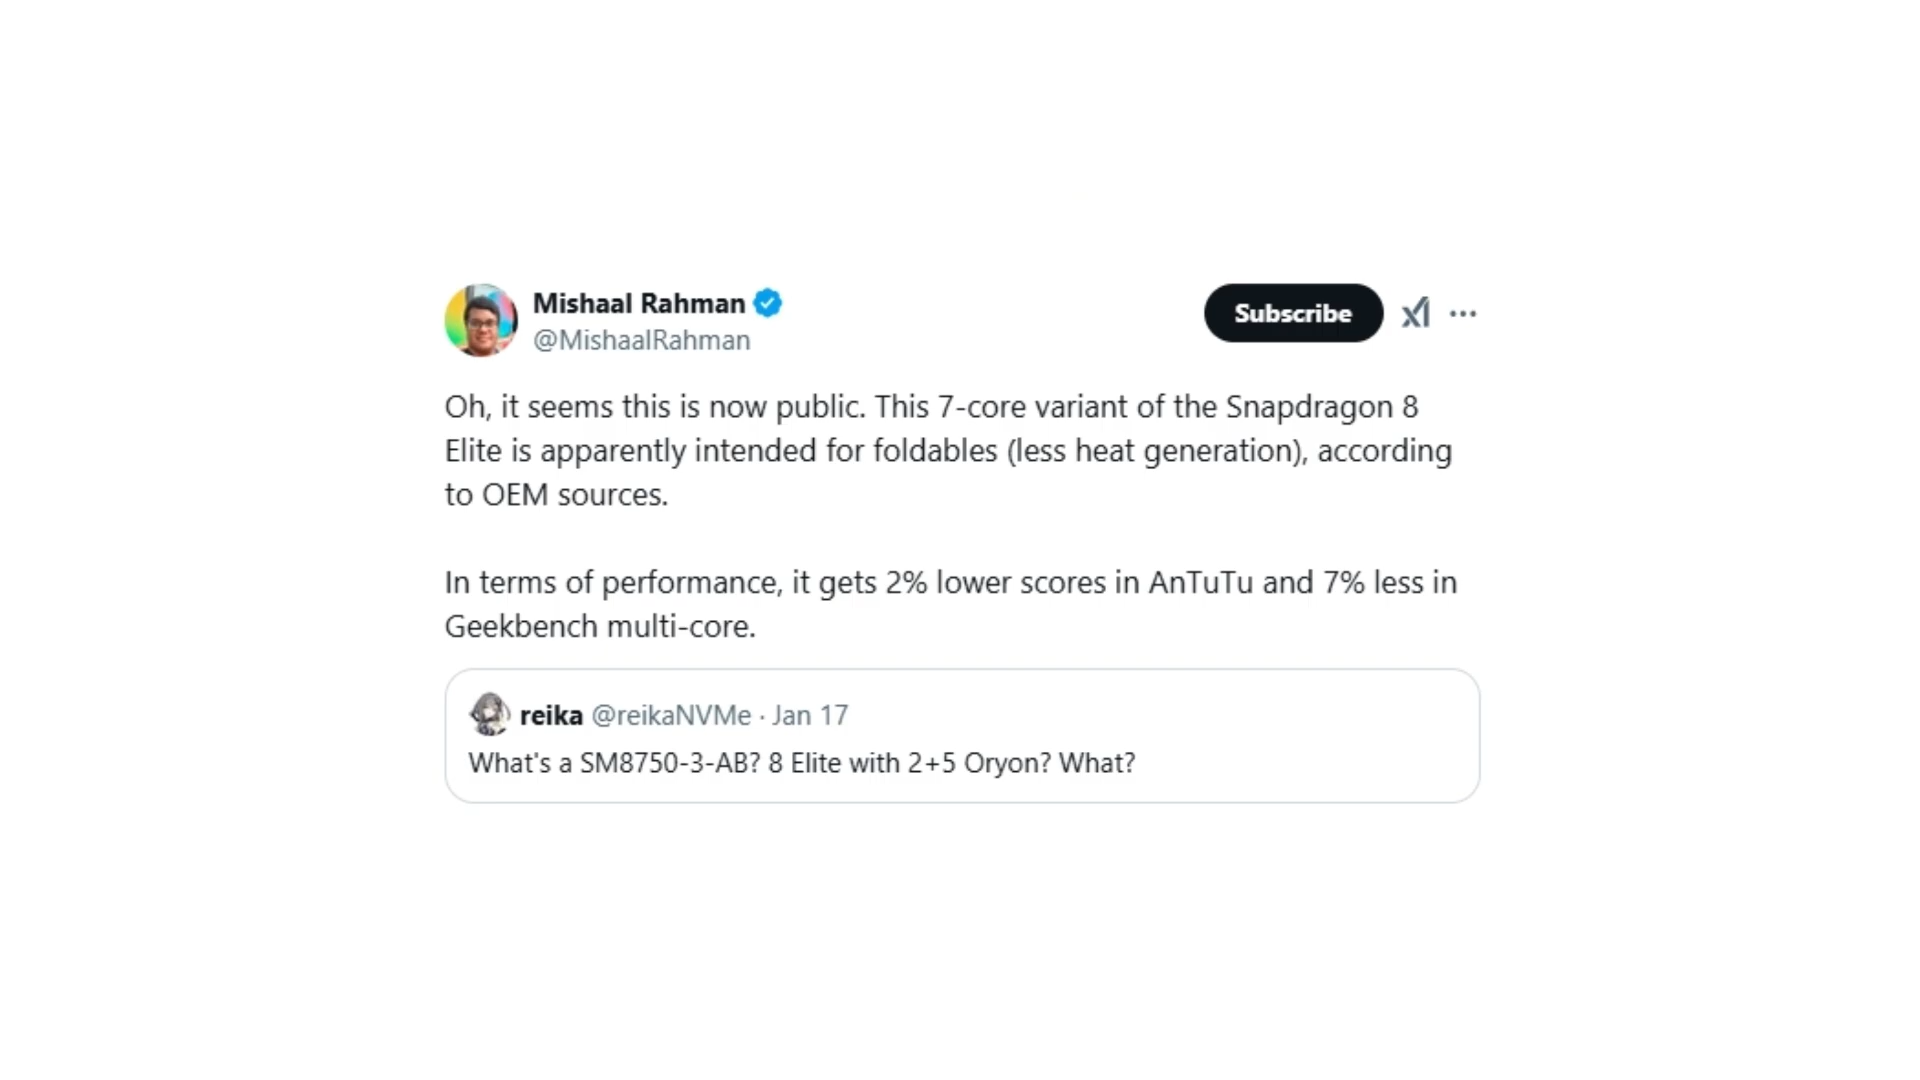 Mishaal Rahman
@MishaalRahman
Subscribe
Oh, it seems this is now public. This 7-core variant of the Snapdragon 8
Elite is apparently intended for foldables (less heat generation), according
to OEM sources.
In terms of performance, it gets 2% lower scores in AnTuTu and 7% less in
Geekbench multi-core.
reika @reikaNVMe · Jan 17
What's a SM8750-3-AB? 8 Elite with 2+5 Oryon? What?